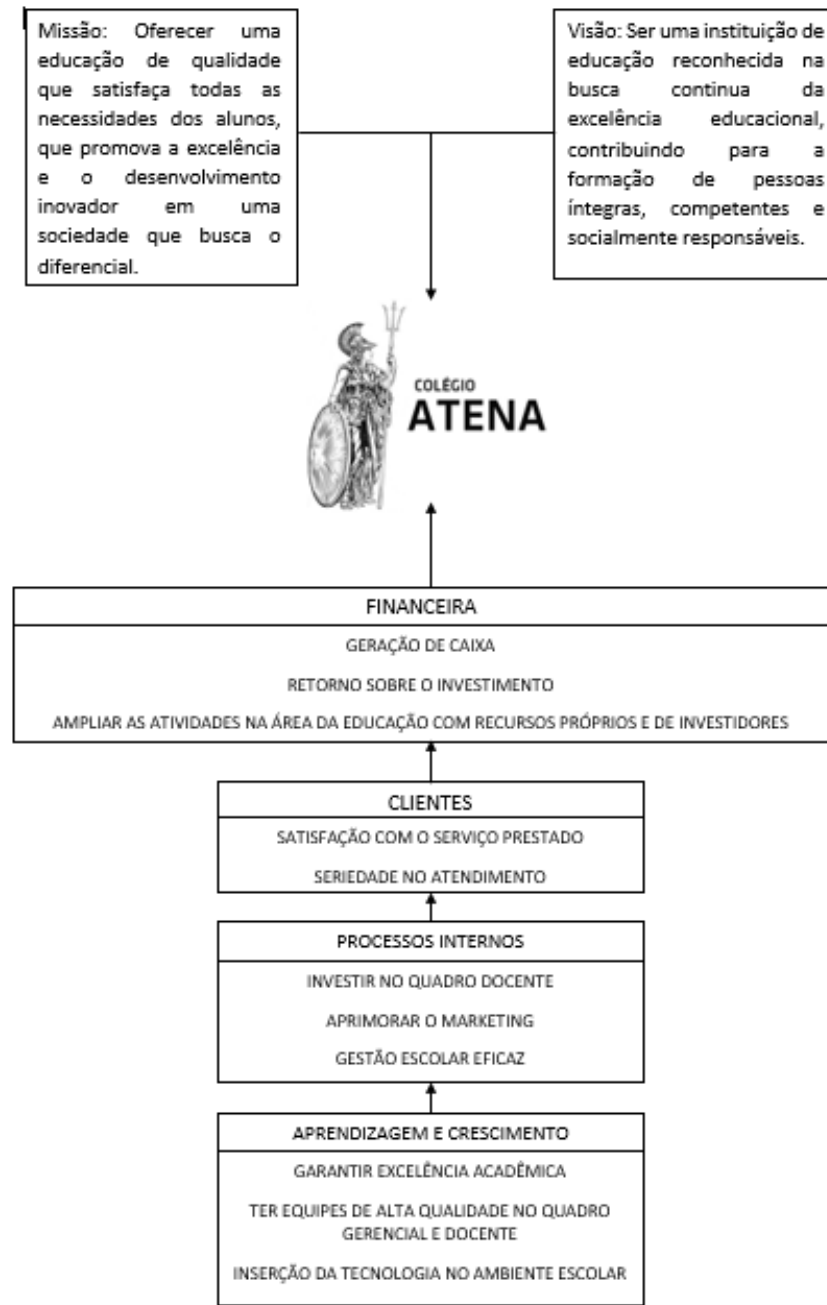 Missão: Oferecer uma
educação de qualidade
que satisfaça todas as
necessidades dos alunos,
que promova a excelência
e o desenvolvimento
inovador em uma
sociedade que busca o
diferencial.
Visão: Ser uma instituição de
educação reconhecida na
busca continua da
excelência educacional,
contribuindo para a
formação de pessoas
íntegras, competentes e
socialmente responsáveis.
COLÉGIO
ATENA
FINANCEIRA
GERAÇÃO DE CAIXA
RETORNO SOBRE O INVESTIMENTO
AMPLIAR AS ATIVIDADES NA ÁREA DA EDUCAÇÃO COM RECURSOS PRÓPRIOS E DE INVESTIDORES
CLIENTES
SATISFAÇÃO COM O SERVIÇO PRESTADO
SERIEDADE NO ATENDIMENTO
PROCESSOS INTERNOS
INVESTIR NO QUADRO DOCENTE
APRIMORAR O MARKETING
GESTÃO ESCOLAR EFICAZ
APRENDIZAGEM E CRESCIMENTO
GARANTIR EXCELÊNCIA ACADÊMICA
TER EQUIPES DE ALTA QUALIDADE NO QUADRO
GERENCIAL E DOCENTE
INSERÇÃO DA TECNOLOGIA NO AMBIENTE ESCOLAR